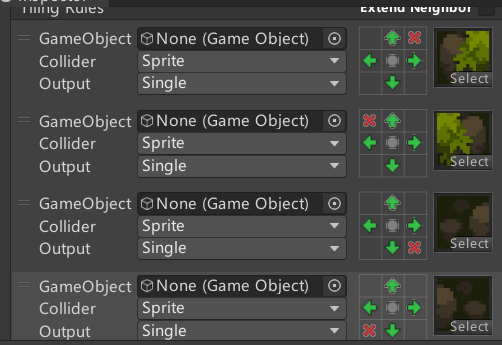 Inspector
Tiling Rules Extend Neighbor
GameObject None (Game Object)
Collider Sprite
Output Single Select
GameObject None (Game Object)
Collider Sprite
Output Single Select
GameObject None (Game Object)
Collider Sprite
Output Single Select
GameObject None (Game Object)
Collider Sprite
Output Single Select